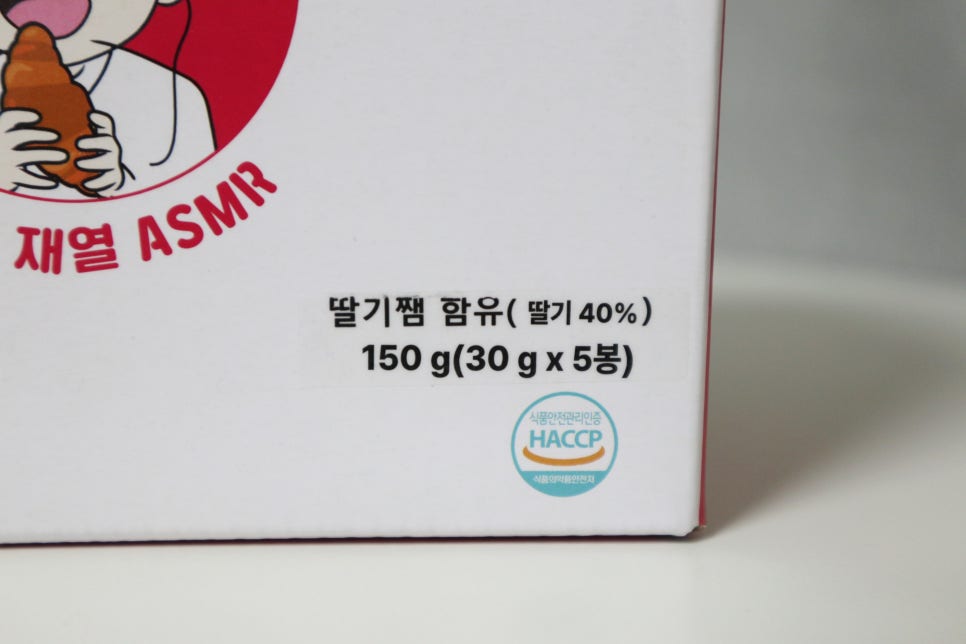 재열 ASMR
딸기쨈 함유( 딸기 40%)
150 g(30 g x 5봉)
식품안전관리인증
HACCP
식품의약품안전처